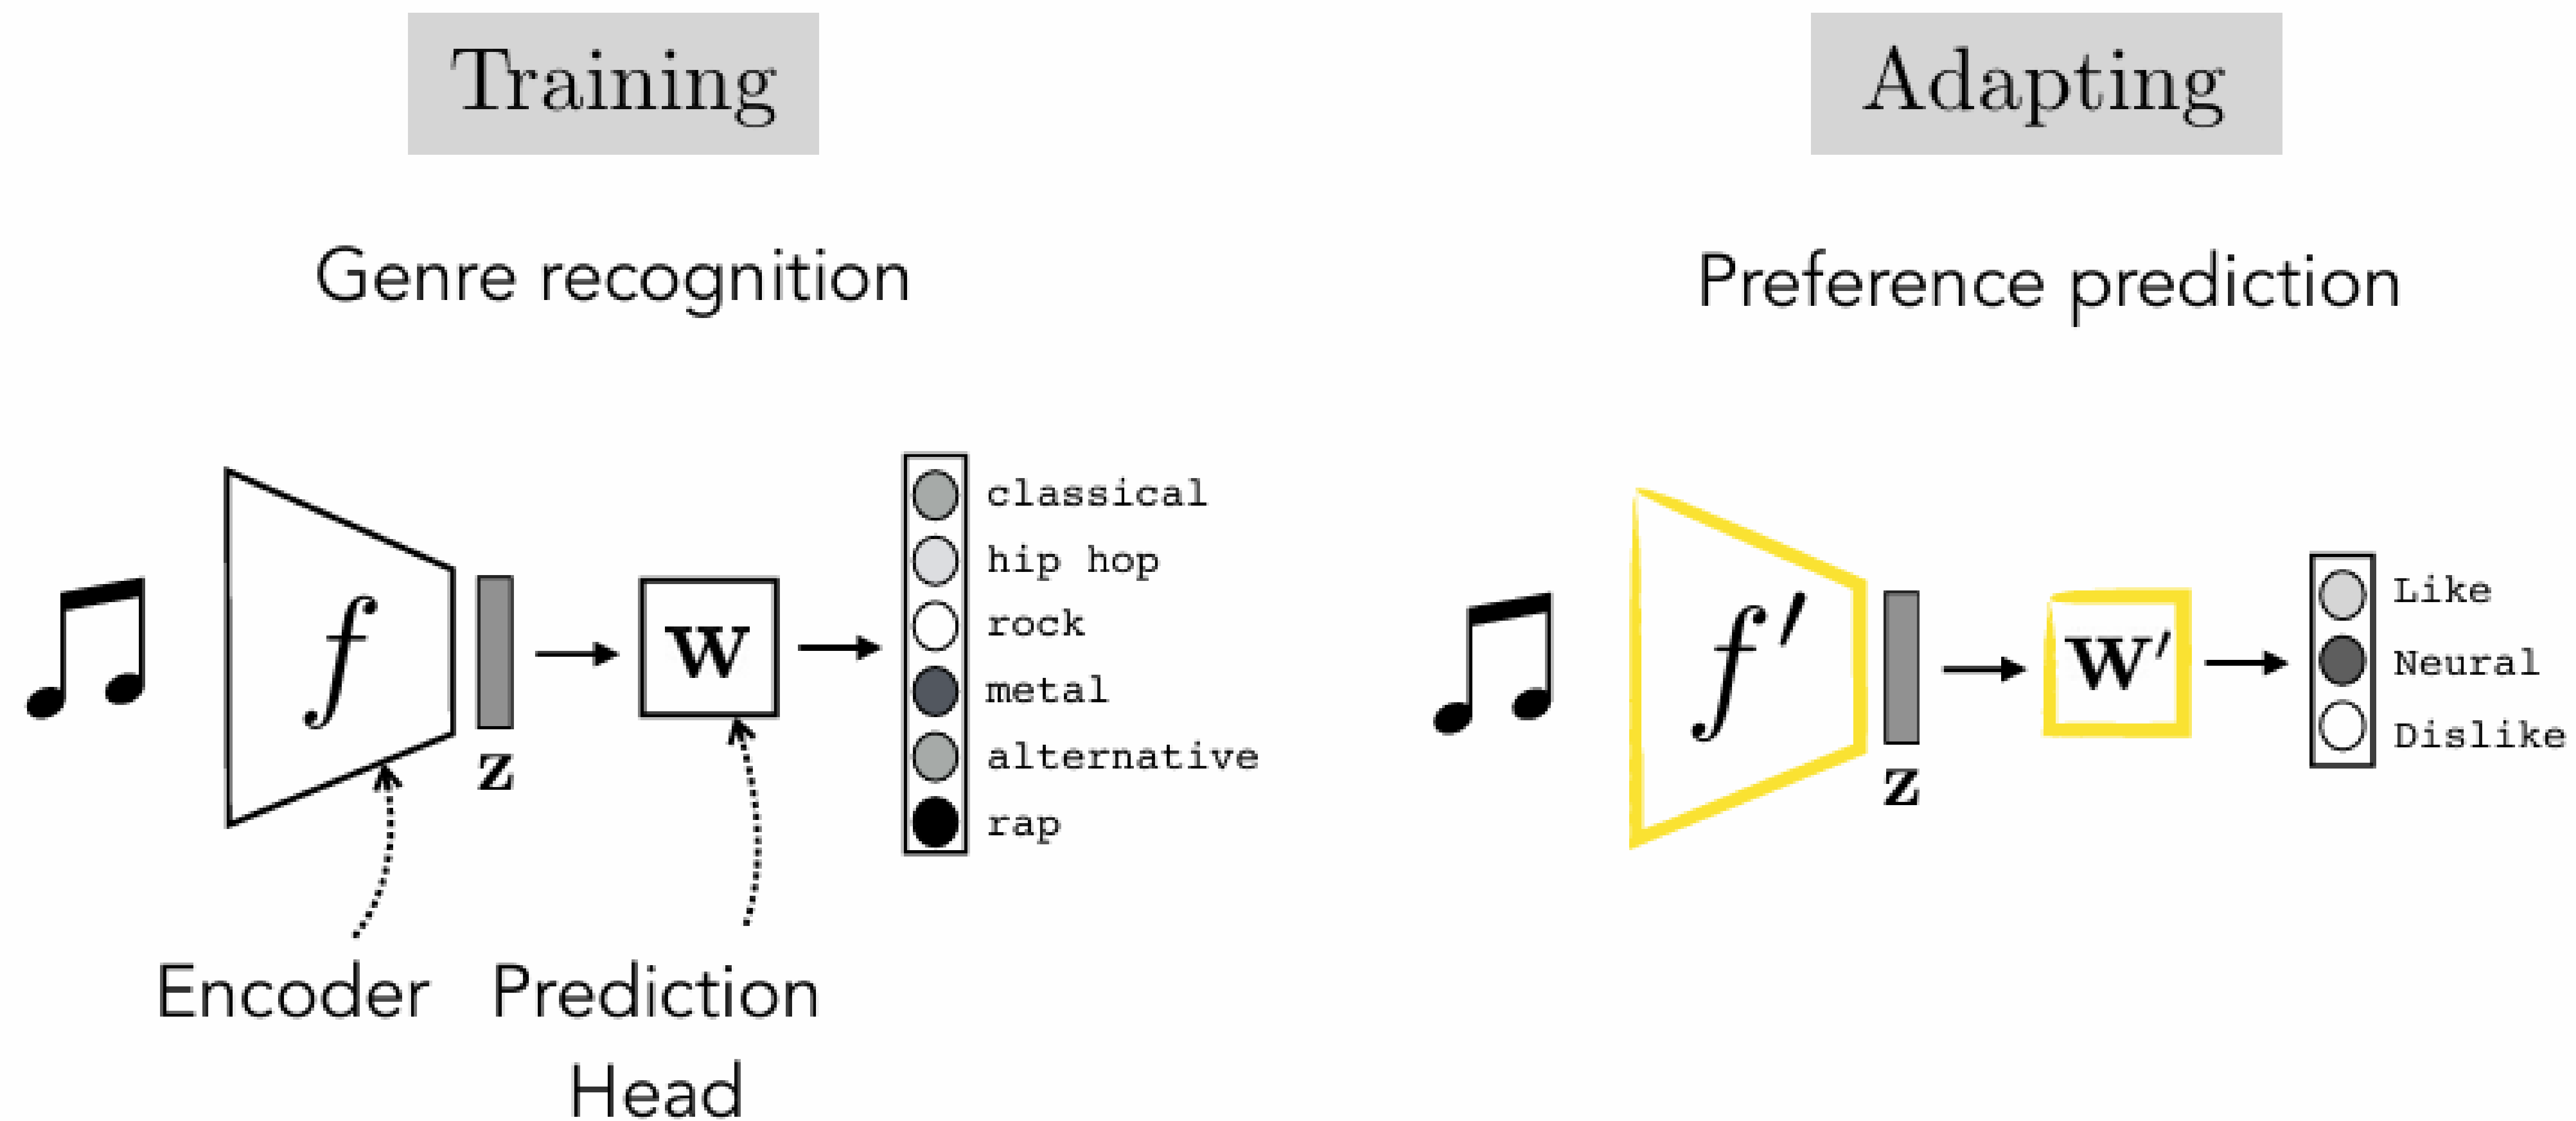 Training
Genre recognition
f
z
W
classical
hip hop
rock
metal
alternative
rap
Encoder
Prediction
Head
Adapting
Preference prediction
f′
z
W′
Like
Neural
Dislike